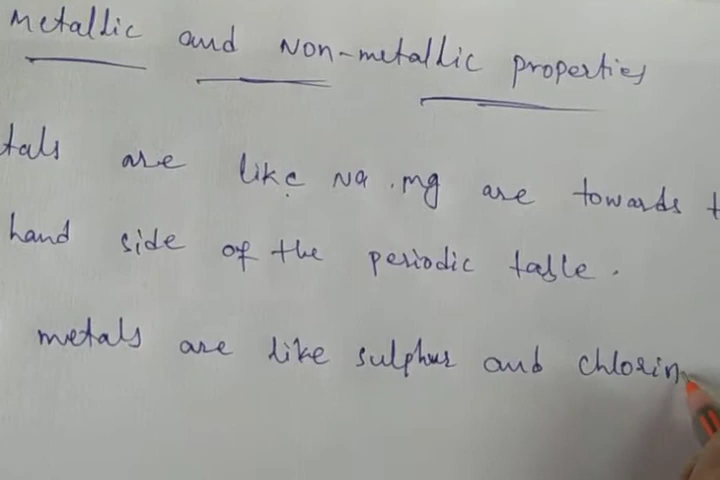 Metallic and Non-metallic properties
tals are like Na . mg are towards t
hand side of the periodic table .
metals are like sulphur and chlorin